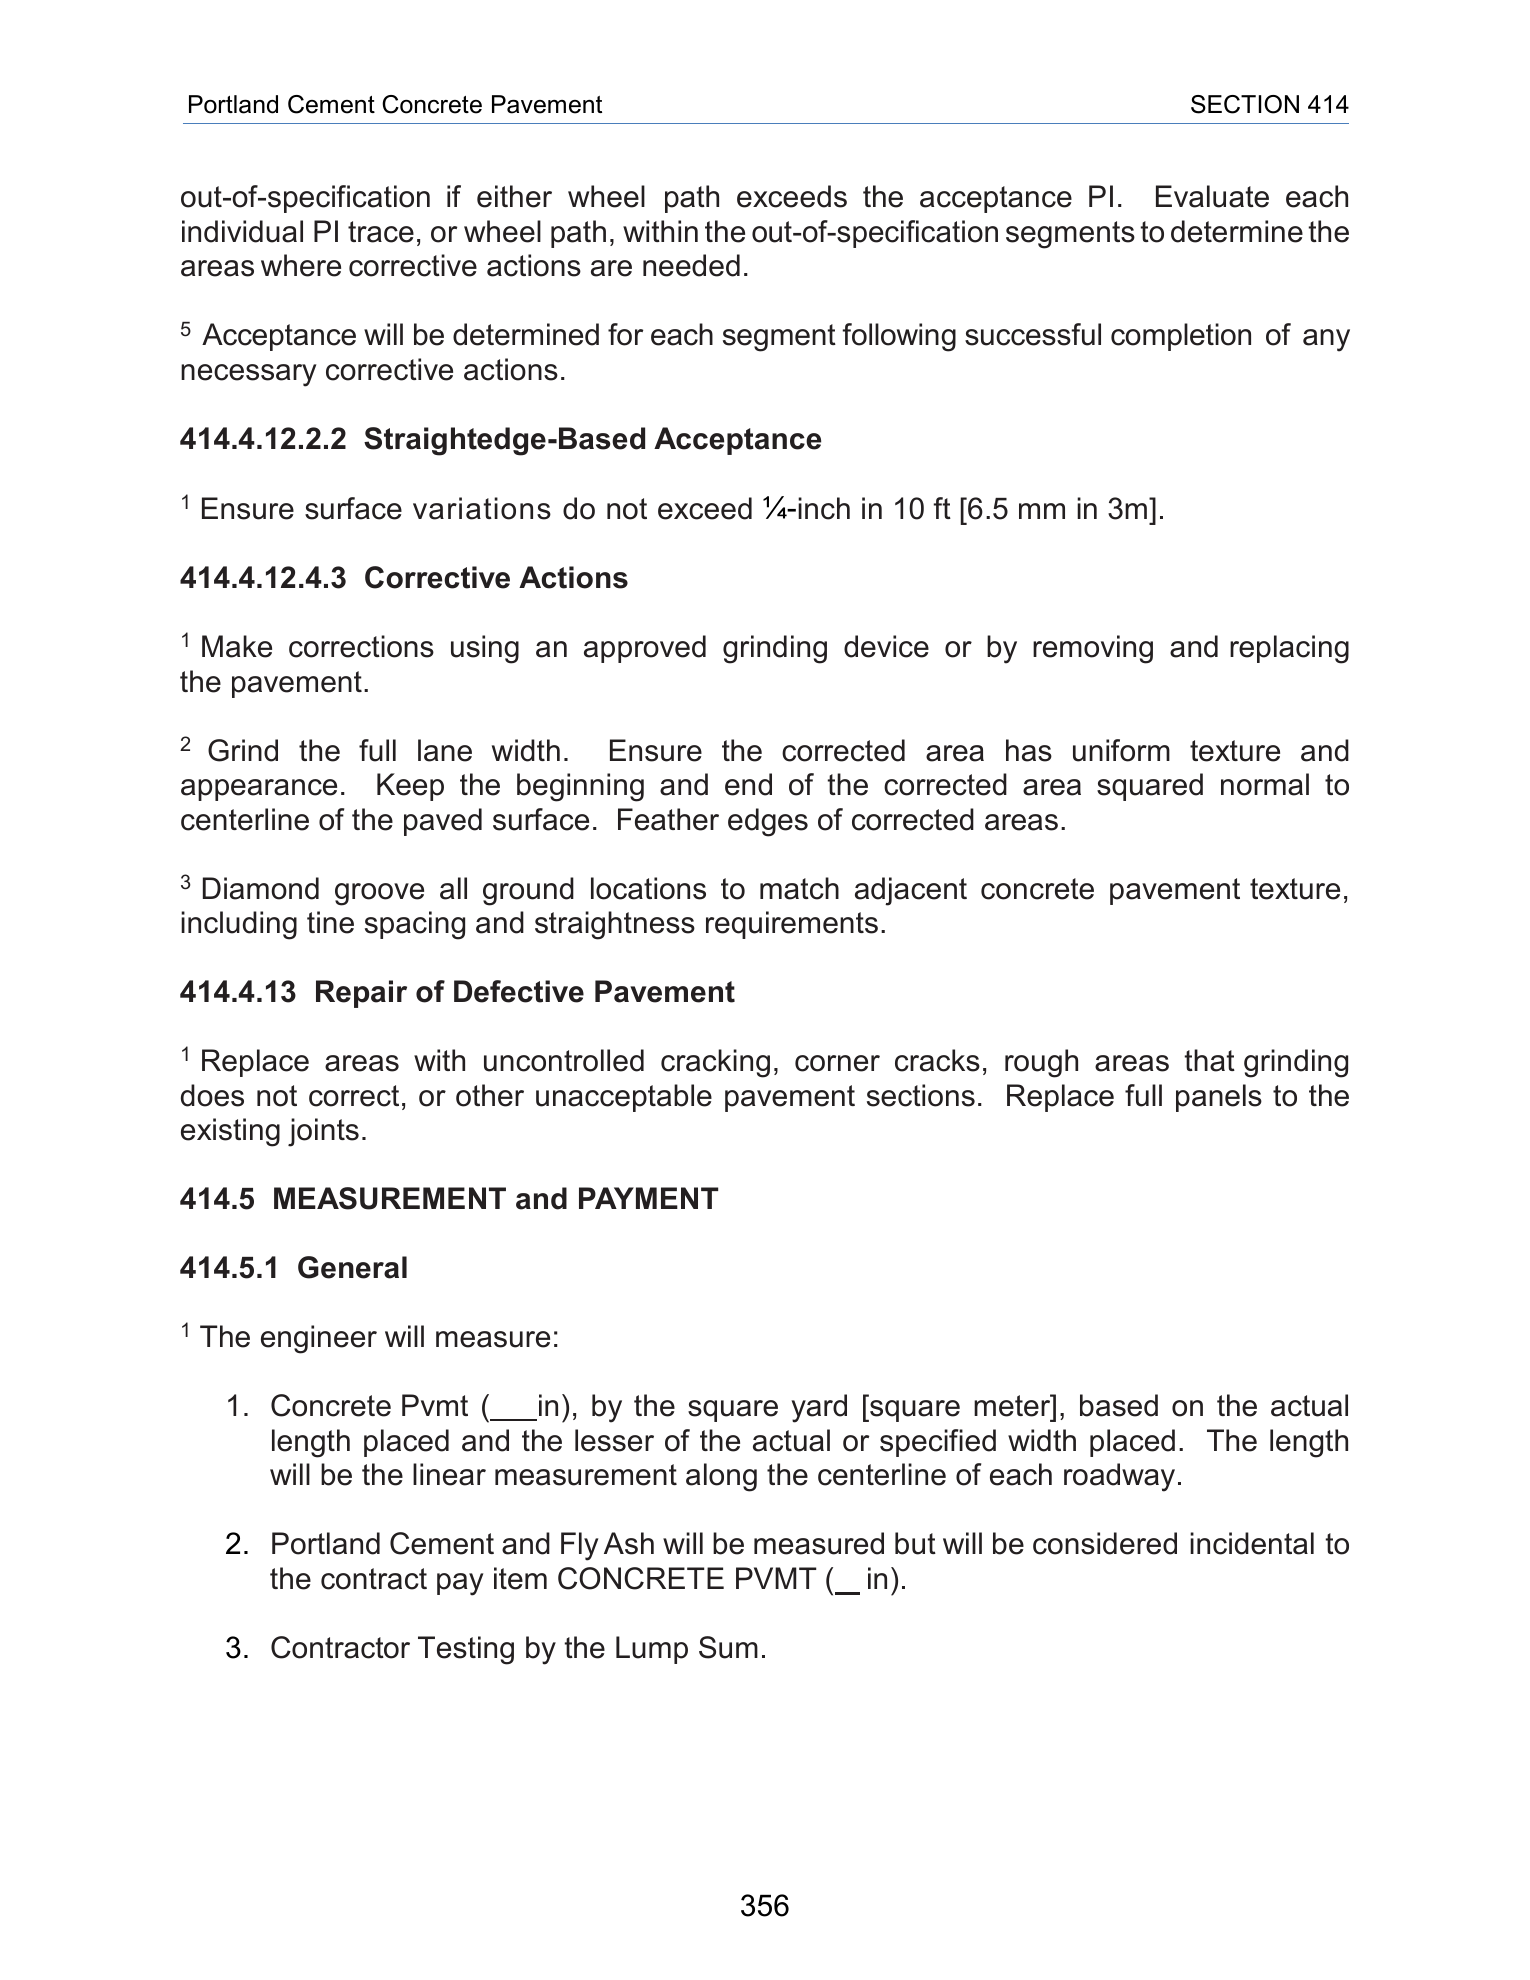 Portland Cement Concrete Pavement SECTION 414
out-of-specification if either wheel path exceeds the acceptance PI. Evaluate each
individual PI trace, or wheel path, within the out-of-specification segments to determine the
areas where corrective actions are needed.
5 Acceptance will be determined for each segment following successful completion of any
necessary corrective actions.
414.4.12.2.2 Straightedge-Based Acceptance
1 Ensure surface variations do not exceed ¼-inch in 10 ft [6.5 mm in 3m].
414.4.12.4.3 Corrective Actions
1 Make corrections using an approved grinding device or by removing and replacing
the pavement.
2 Grind the full lane width. Ensure the corrected area has uniform texture and
appearance. Keep the beginning and end of the corrected area squared normal to
centerline of the paved surface. Feather edges of corrected areas.
3 Diamond groove all ground locations to match adjacent concrete pavement texture,
including tine spacing and straightness requirements.
414.4.13 Repair of Defective Pavement
1 Replace areas with uncontrolled cracking, corner cracks, rough areas that grinding
does not correct, or other unacceptable pavement sections. Replace full panels to the
existing joints.
414.5 MEASUREMENT and PAYMENT
414.5.1 General
1 The engineer will measure:
1. Concrete Pvmt (___in), by the square yard [square meter], based on the actual
length placed and the lesser of the actual or specified width placed. The length
will be the linear measurement along the centerline of each roadway.
2. Portland Cement and Fly Ash will be measured but will be considered incidental to
the contract pay item CONCRETE PVMT (__ in).
3. Contractor Testing by the Lump Sum.
356